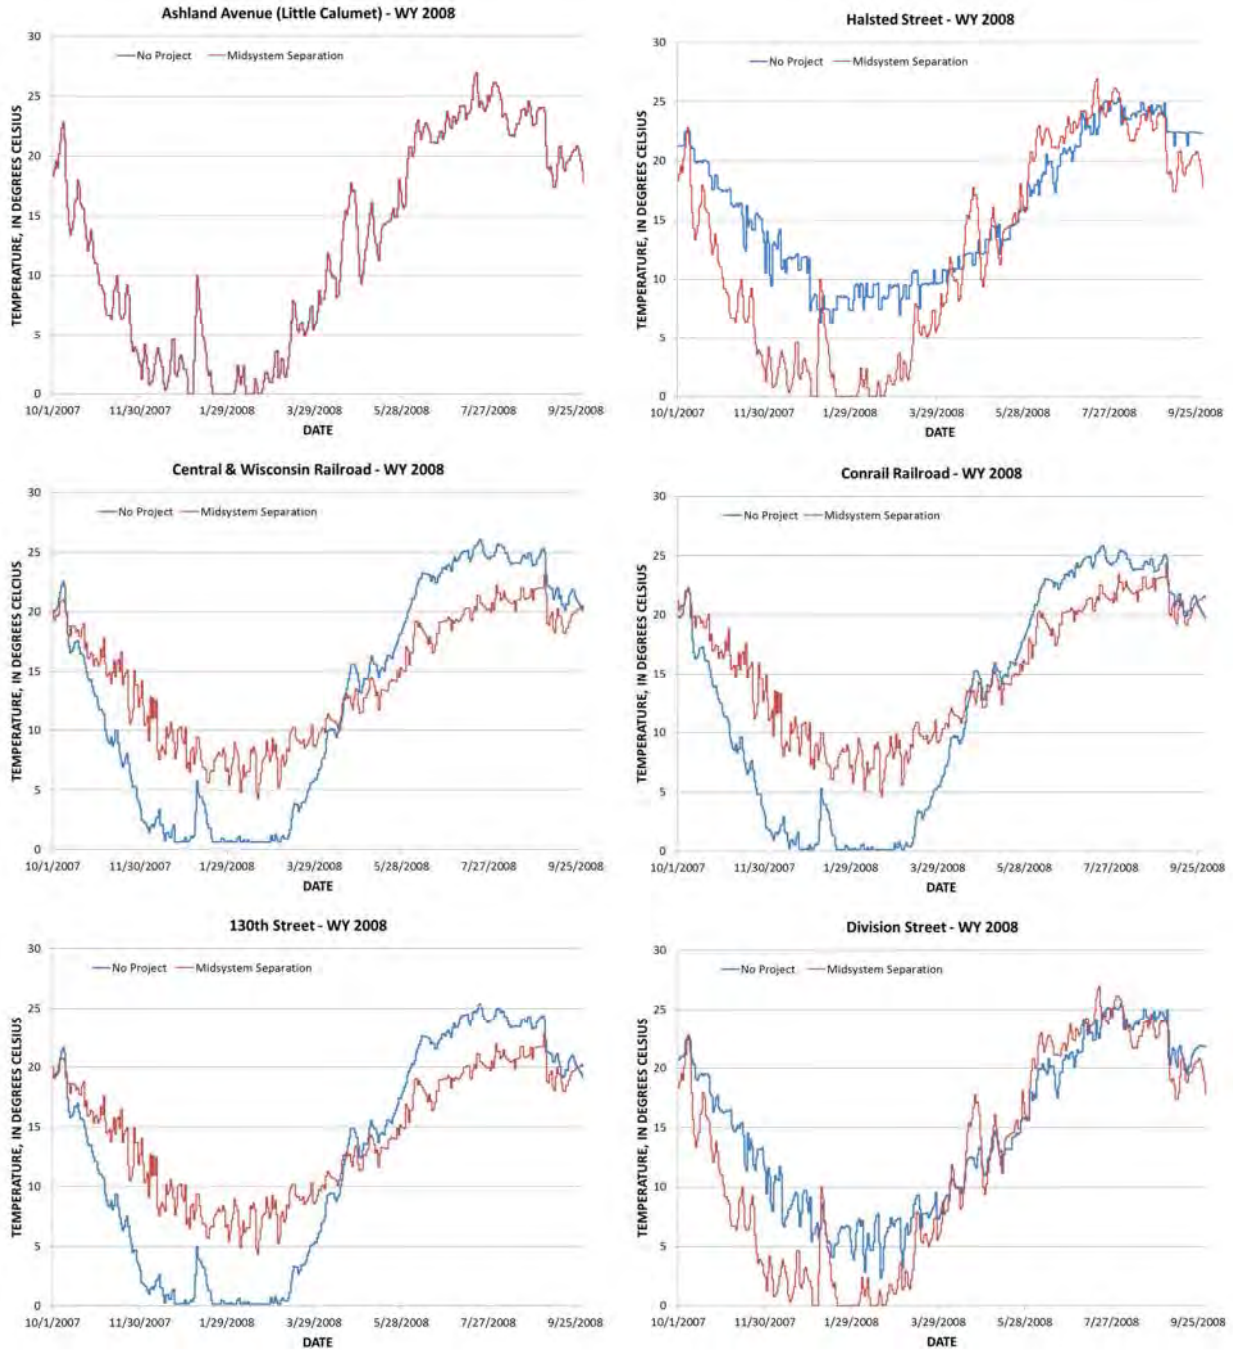 Ashland Avenue (Little Calumet) - WY 2008
TEMPERATURE, IN DEGREES CELSIUS
30
25
20
15
10
5
0
No Project
Midsystem Separation
10/1/2007 11/30/2007 1/29/2008 3/29/2008 5/28/2008 7/27/2008 9/25/2008
DATE
Halsted Street - WY 2008
TEMPERATURE, IN DEGREES CELSIUS
30
25
20
15
10
5
0
No Project
Midsystem Separation
10/1/2007 11/30/2007 1/29/2008 3/29/2008 5/28/2008 7/27/2008 9/25/2008
DATE
Central & Wisconsin Railroad - WY 2008
TEMPERATURE, IN DEGREES CELSIUS
30
25
20
15
10
5
0
No Project
Midsystem Separation
10/1/2007 11/30/2007 1/29/2008 3/29/2008 5/28/2008 7/27/2008 9/25/2008
DATE
Conrail Railroad - WY 2008
TEMPERATURE, IN DEGREES CELSIUS
30
25
20
15
10
5
0
No Project
Midsystem Separation
10/1/2007 11/30/2007 1/29/2008 3/29/2008 5/28/2008 7/27/2008 9/25/2008
DATE
130th Street - WY 2008
TEMPERATURE, IN DEGREES CELSIUS
30
25
20
15
10
5
0
No Project
Midsystem Separation
10/1/2007 11/30/2007 1/29/2008 3/29/2008 5/28/2008 7/27/2008 9/25/2008
DATE
Division Street - WY 2008
TEMPERATURE, IN DEGREES CELSIUS
30
25
20
15
10
5
0
No Project
Midsystem Separation
10/1/2007 11/30/2007 1/29/2008 3/29/2008 5/28/2008 7/27/2008 9/25/2008
DATE